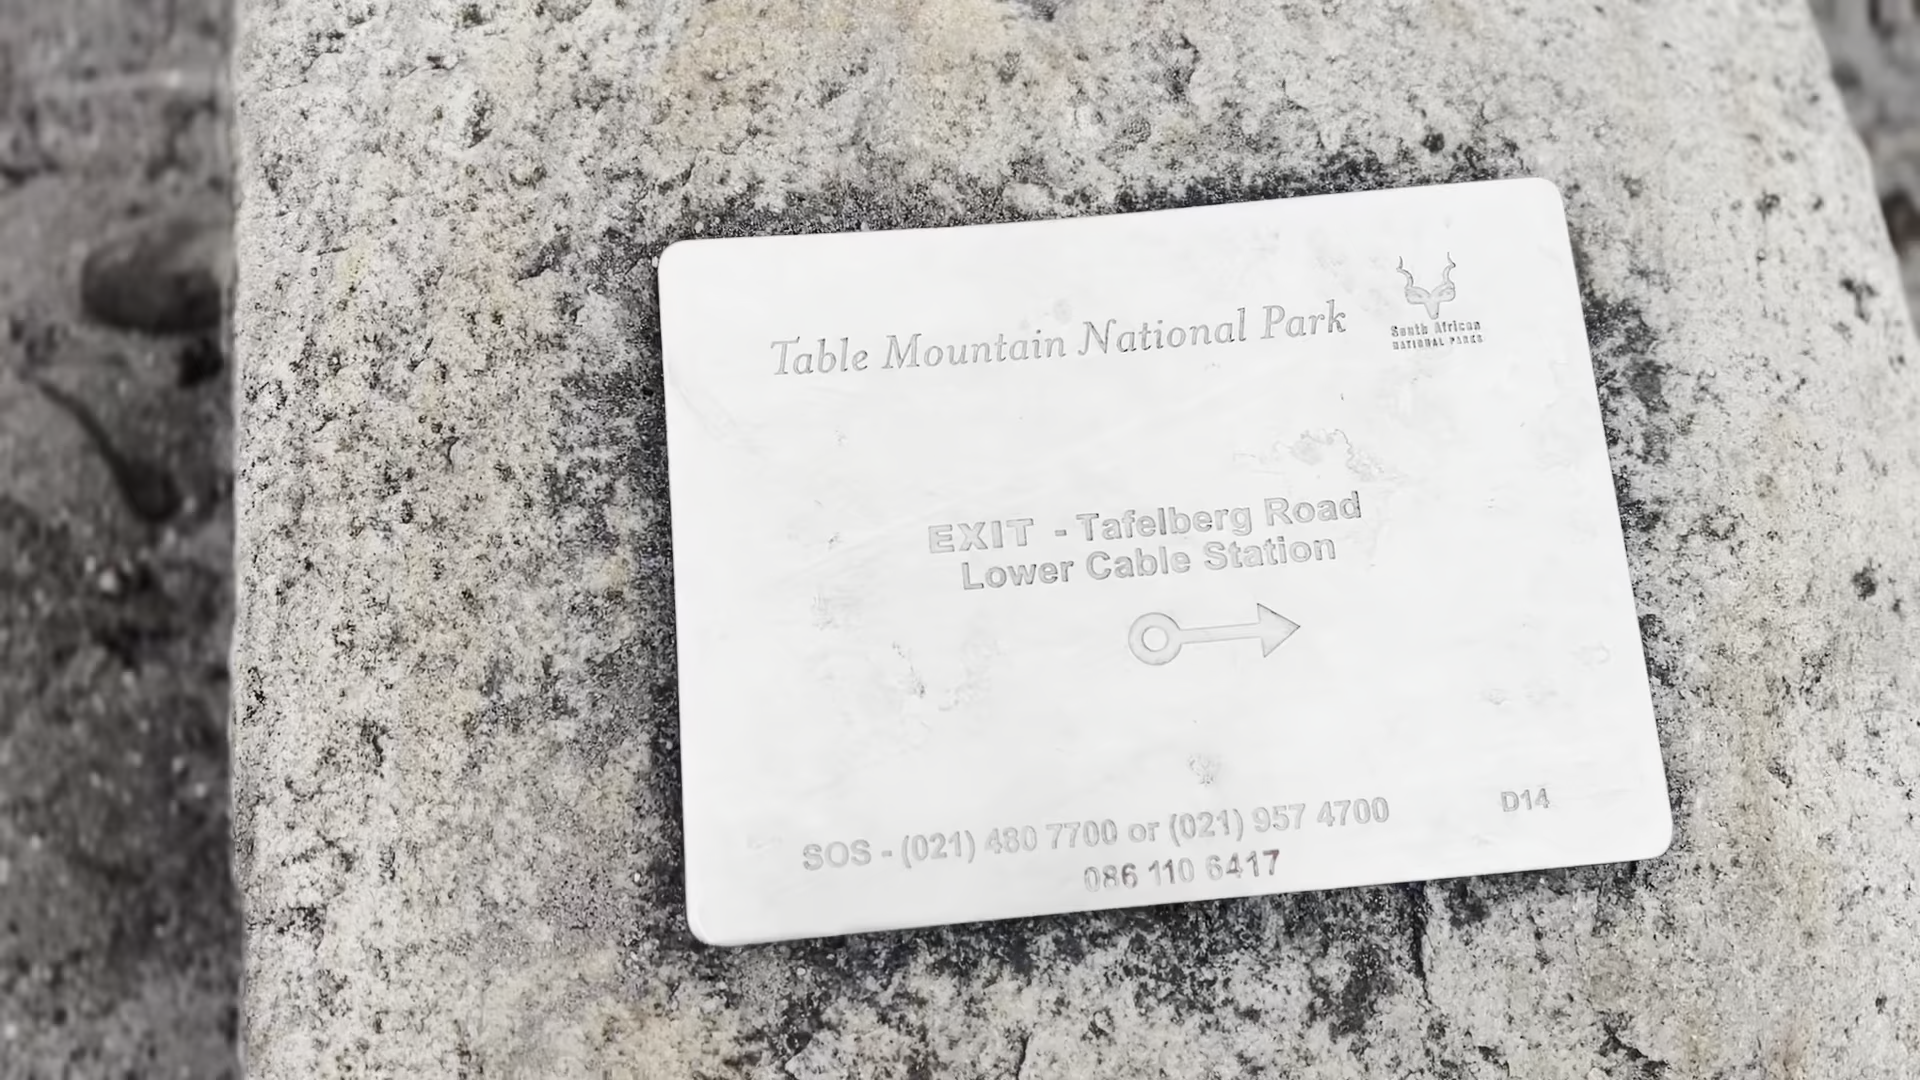 Table Mountain National Park
South African
NATIONAL PARKS
EXIT - Tafelberg Road
Lower Cable Station
SOS - (021) 480 7700 or (021) 957 4700
086 110 6417
D14